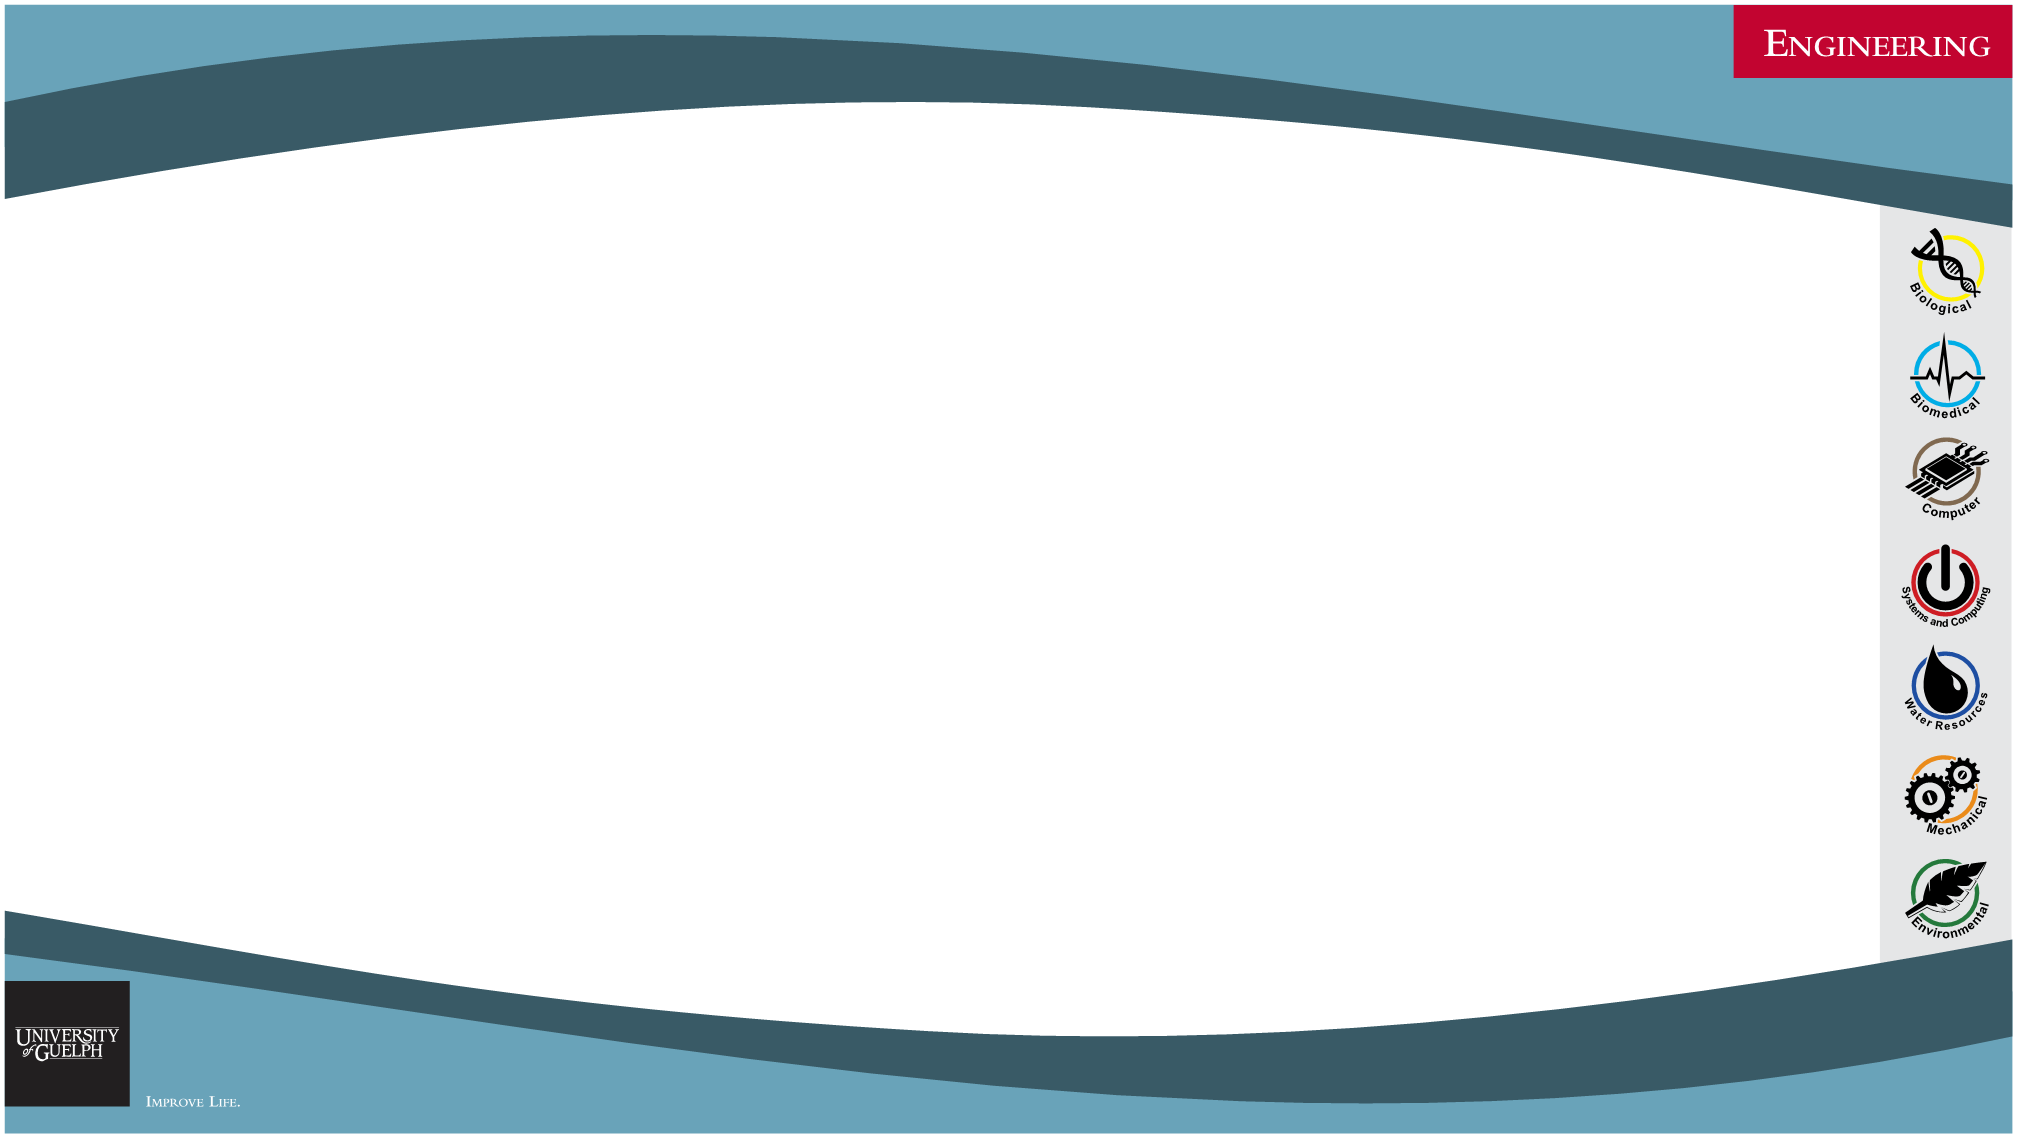 ENGINEERING
Biological
Biomedical
Computer
Systems and Computing
Water Resources
Mechanical
Environmental
UNIVERSITY
of GUELPH
IMPROVE LIFE.